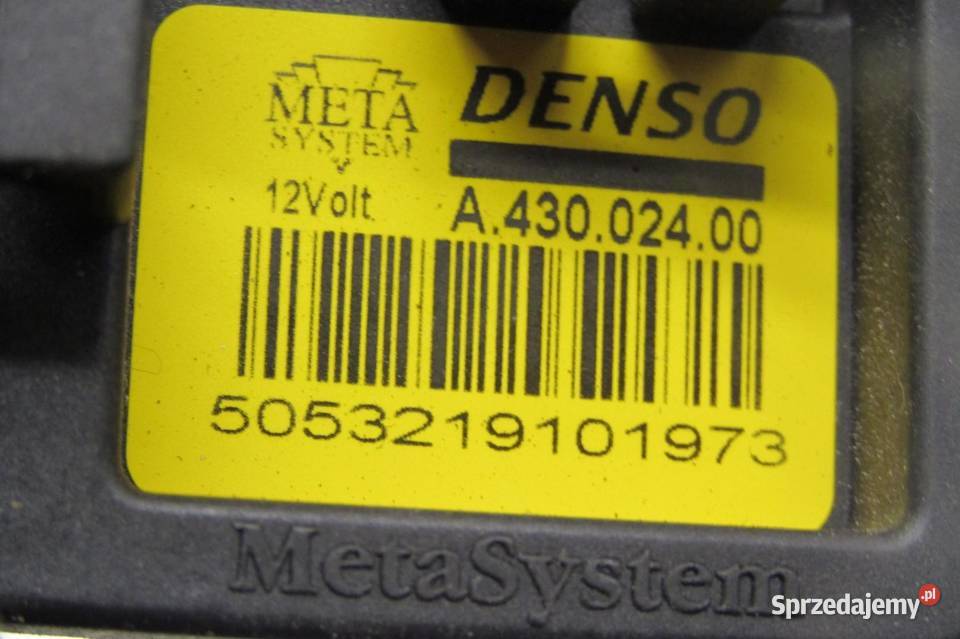 META
SYSTEM
DENSO
12Volt
A.430.024.00
5053219101973
MetaSystem
Sprzedajemy.pl